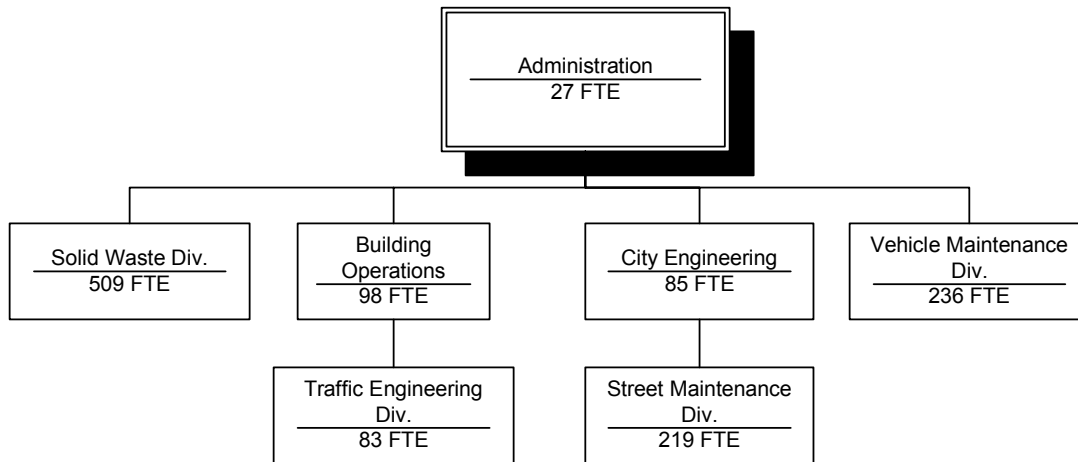 Administration
27 FTE
Solid Waste Div.
509 FTE
Building
Operations
98 FTE
City Engineering
85 FTE
Vehicle Maintenance
Div.
236 FTE
Traffic Engineering
Div.
83 FTE
Street Maintenance
Div.
219 FTE